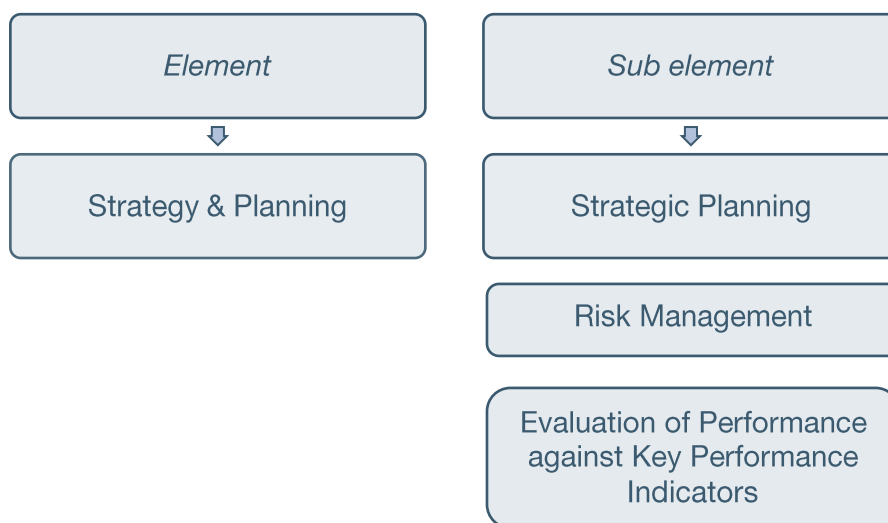 Element
Sub element
Strategy & Planning
Strategic Planning
Risk Management
Evaluation of Performance
against Key Performance
Indicators